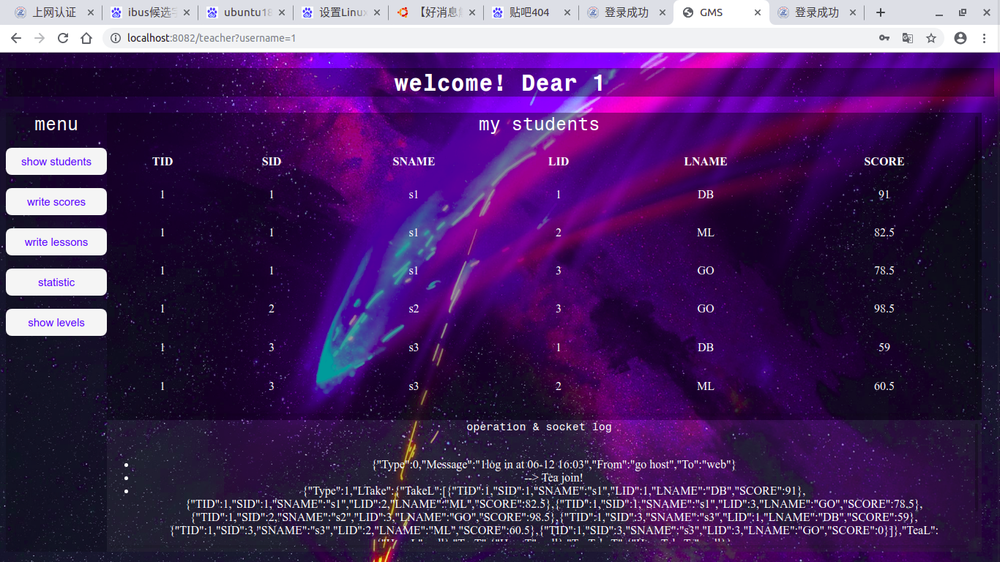 上网认证
ibus候选字
ubuntu18
设置Linux
【好消息
贴吧404
登录成功
GMS
登录成功
localhost:8082/teacher?username=1
welcome! Dear 1
menu
my students
show students
write scores
write lessons
statistic
show levels
TID SID SNAME LID LNAME SCORE
1 1 s1 1 DB 91
1 1 s1 2 ML 82.5
1 1 s1 3 GO 78.5
1 2 s2 3 GO 98.5
1 3 s3 1 DB 59
1 3 s3 2 ML 60.5
operation & socket log
{"Type":0,"Message":"1log in at 06-12 16:03","From":"go host","To":"web"}
--> Tea join!
{"Type":1,"LTake":{"TakeL":[{"TID":1,"SID":1,"SNAME":"s1","LID":1,"LNAME":"DB","SCORE":91},
{"TID":1,"SID":1,"SNAME":"s1","LID":2,"LNAME":"ML","SCORE":82.5},{"TID":1,"SID":1,"SNAME":"s1","LID":3,"LNAME":"GO","SCORE":78.5},
{"TID":1,"SID":2,"SNAME":"s2","LID":3,"LNAME":"GO","SCORE":98.5},{"TID":1,"SID":3,"SNAME":"s3","LID":1,"LNAME":"DB","SCORE":59},
{"TID":1,"SID":3,"SNAME":"s3","LID":2,"LNAME":"ML","SCORE":60.5},{"TID":1,"SID":3,"SNAME":"s3","LID":3,"LNAME":"GO","SCORE":0}]},"TeaL":